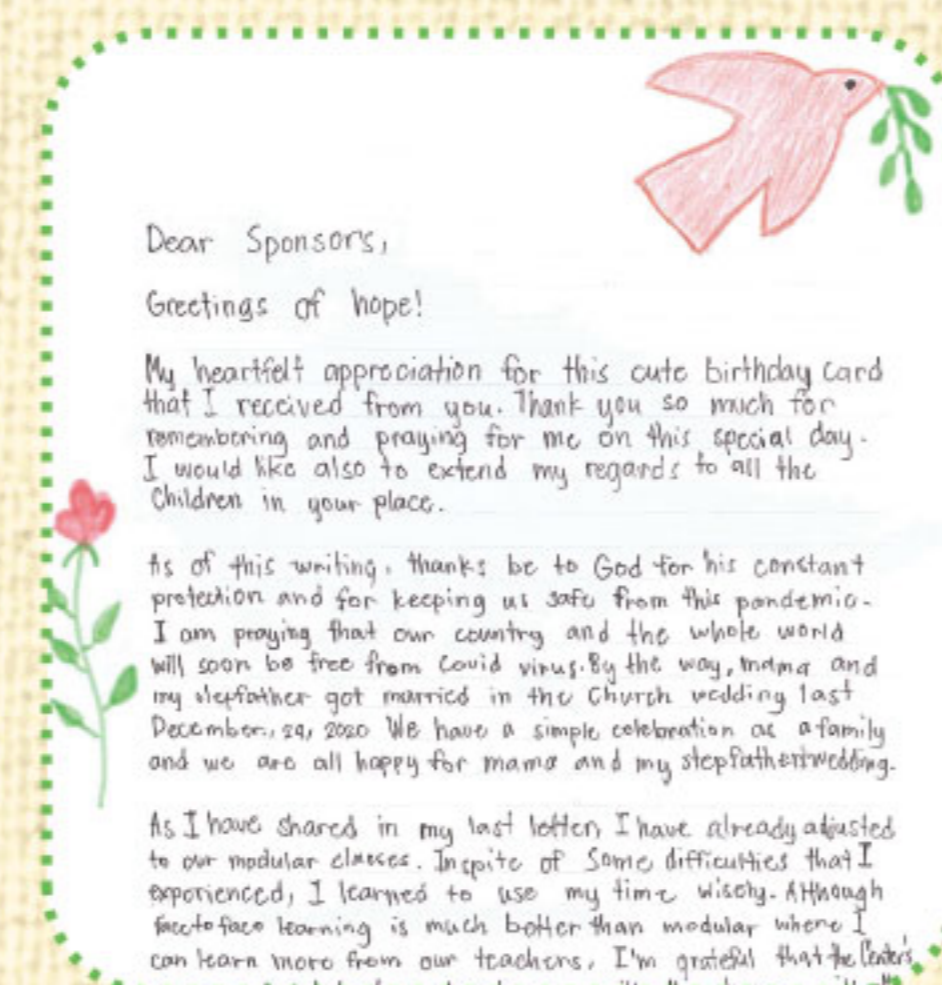 Dear Sponsors,
Greetings of hope!
My heartfelt appreciation for this cute birthday card
that I received from you. Thank you so much for
remembering and praying for me on this special day.
I would like also to extend my regards to all the
Children in your place.
As of this writing, thanks be to God for his constant
protection and for keeping us safe from this pandemic.
I am praying that our country and the whole world
will soon be free from Covid virus. By the way, mama and
my stepfather got married in the Church wedding last
December, 29, 2020 We have a simple celebration as a family
and we are all happy for mama and my stepfather wedding.
As I have shared in my last letter, I have already adjusted
to our modular classes. Inspite of Some difficulties that I
experienced, I learned to use my time wisely. Although
face to face learning is much better than modular where I
can learn more from our teachers, I'm grateful that the Center's